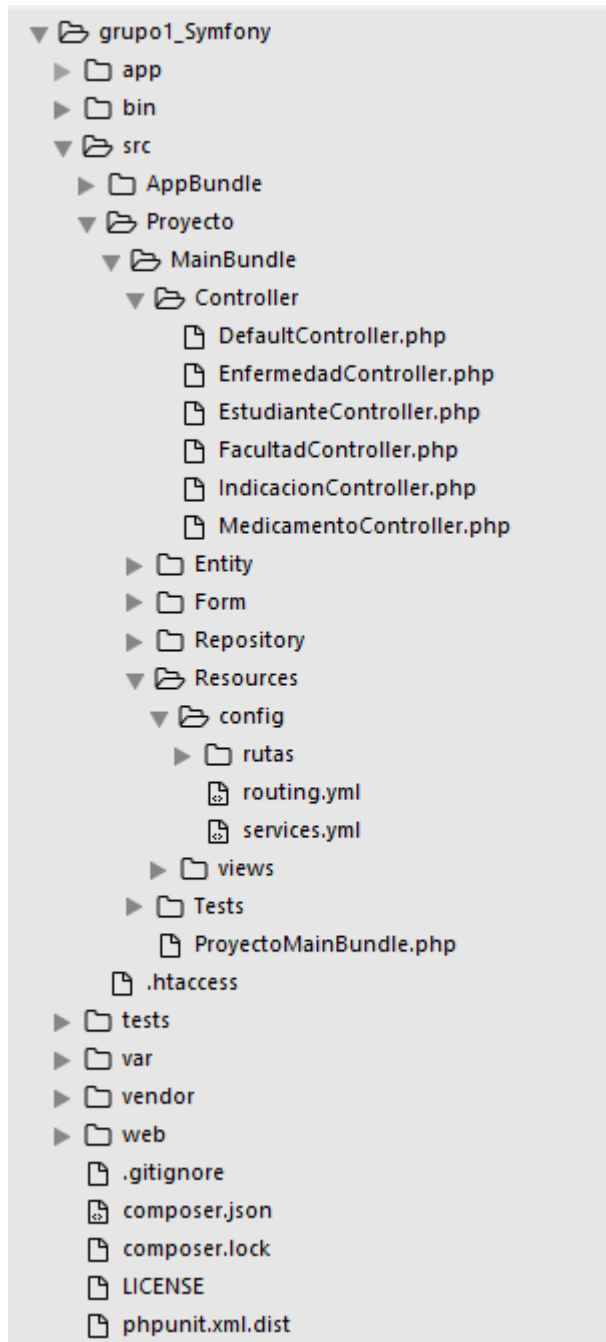 grupo1_Symfony
app
bin
src
AppBundle
Proyecto
MainBundle
Controller
DefaultController.php
EnfermedadController.php
EstudianteController.php
FacultadController.php
IndicacionController.php
MedicamentoController.php
Entity
Form
Repository
Resources
config
rutas
routing.yml
services.yml
views
Tests
ProyectoMainBundle.php
.htaccess
tests
var
vendor
web
.gitignore
composer.json
composer.lock
LICENSE
phpunit.xml.dist